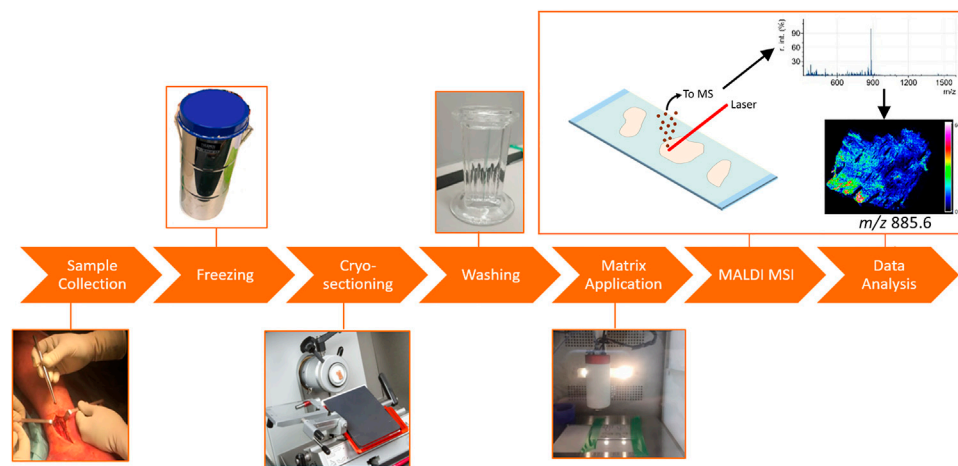 r. int. (%)
90
60
30
600
900
1200
1500
m/z
To MS
Laser
m/z 885.6
Sample
Collection
Freezing
Cryo-
sectioning
Washing
Matrix
Application
MALDI MSI
Data
Analysis